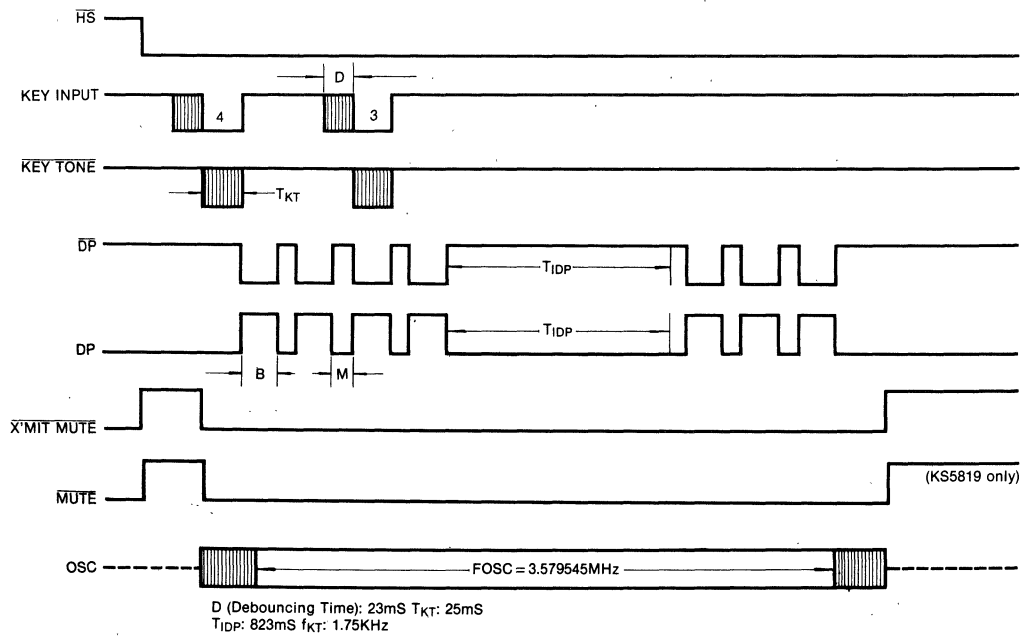 HS
D
KEY INPUT
4
3
KEY TONE
TKT
DP
TIDP
DP
TIDP
B
M
X'MIT MUTE
MUTE
(KS5819 only)
OSC
FOSC = 3.579545MHz
D (Debouncing Time): 23mS TKT: 25mS
TIDP: 823mS fKT: 1.75KHz